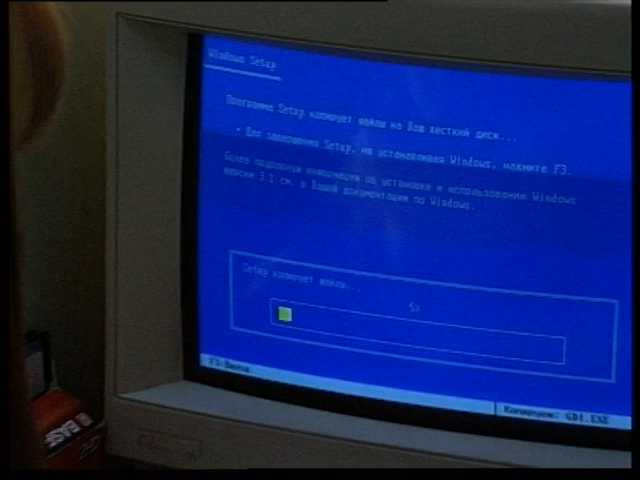 Windows Setup
Программа Setup копирует файлы на Ваш жесткий диск...
• Для завершения Setup, не устанавливая Windows, нажмите F3.
Более подробную информацию об установке и использовании Windows
версии 3.1 см. в Вашей документации по Windows.
Setup копирует файлы...
5%
F3-Выход
Копируем: GDI.EXE